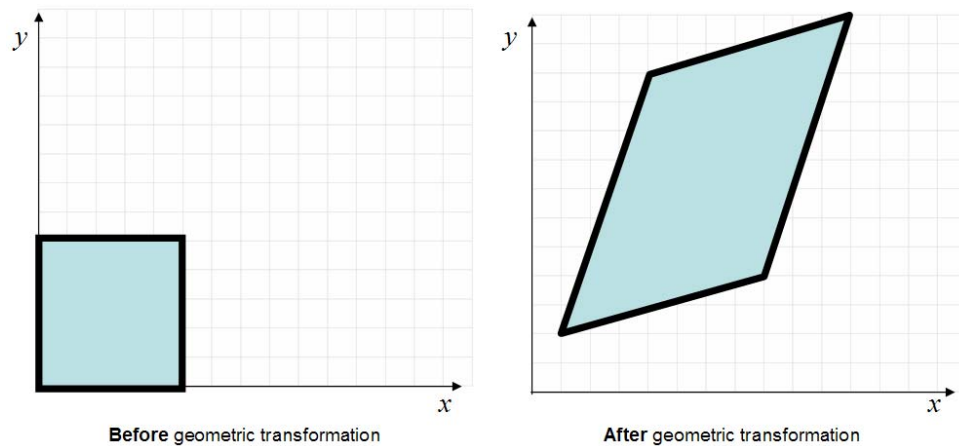 y
x
Before geometric transformation
y
x
After geometric transformation